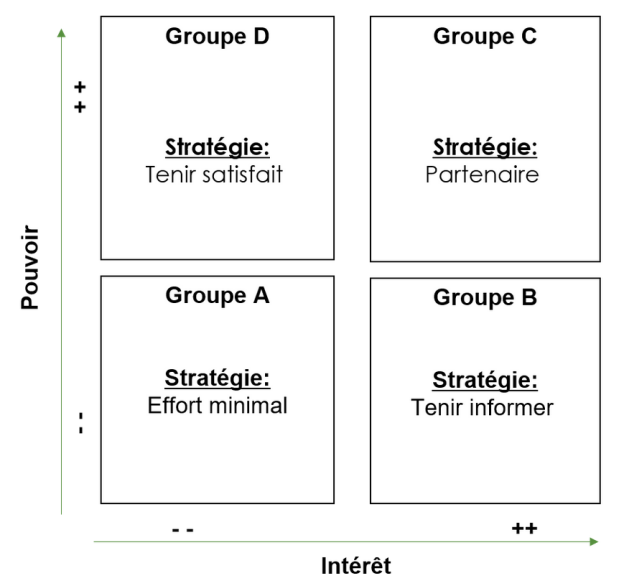 Groupe D
Stratégie:
Tenir satisfait
Groupe C
Stratégie:
Partenaire
Groupe A
Stratégie:
Effort minimal
Groupe B
Stratégie:
Tenir informer
Pouvoir
++
--
- -
++
Intérêt